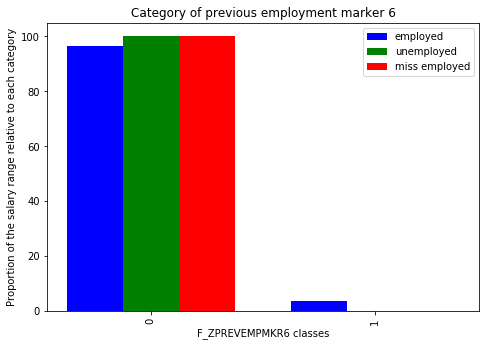 Category of previous employment marker 6
employed
unemployed
miss employed
Proportion of the salary range relative to each category
100
80
60
40
20
0
0
1
F_ZPREVEMPMKR6 classes